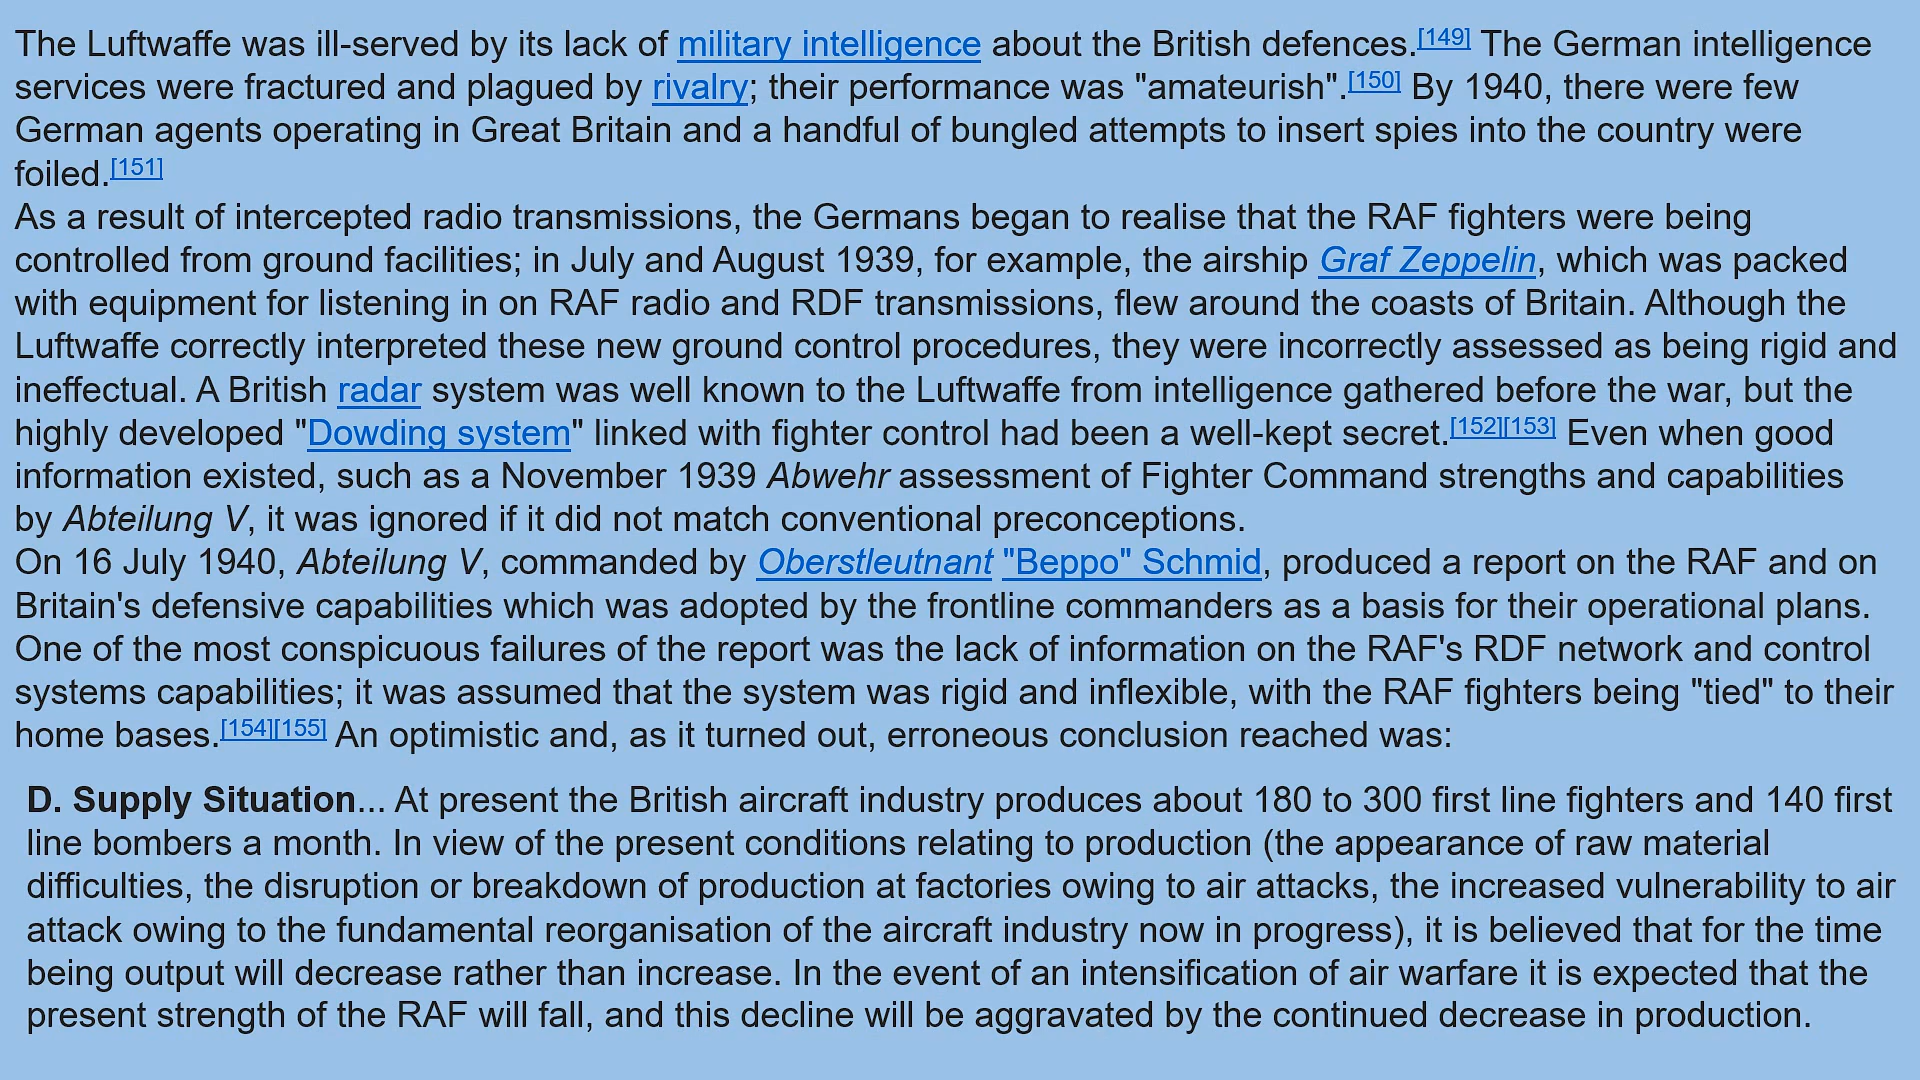 The Luftwaffe was ill-served by its lack of military intelligence about the British defences.[149] The German intelligence
services were fractured and plagued by rivalry; their performance was "amateurish".[150] By 1940, there were few
German agents operating in Great Britain and a handful of bungled attempts to insert spies into the country were
foiled.[151]
As a result of intercepted radio transmissions, the Germans began to realise that the RAF fighters were being
controlled from ground facilities; in July and August 1939, for example, the airship Graf Zeppelin, which was packed
with equipment for listening in on RAF radio and RDF transmissions, flew around the coasts of Britain. Although the
Luftwaffe correctly interpreted these new ground control procedures, they were incorrectly assessed as being rigid and
ineffectual. A British radar system was well known to the Luftwaffe from intelligence gathered before the war, but the
highly developed "Dowding system" linked with fighter control had been a well-kept secret.[152][153] Even when good
information existed, such as a November 1939 Abwehr assessment of Fighter Command strengths and capabilities
by Abteilung V, it was ignored if it did not match conventional preconceptions.
On 16 July 1940, Abteilung V, commanded by Oberstleutnant "Beppo" Schmid, produced a report on the RAF and on
Britain's defensive capabilities which was adopted by the frontline commanders as a basis for their operational plans.
One of the most conspicuous failures of the report was the lack of information on the RAF's RDF network and control
systems capabilities; it was assumed that the system was rigid and inflexible, with the RAF fighters being "tied" to their
home bases.[154][155] An optimistic and, as it turned out, erroneous conclusion reached was:
D. Supply Situation... At present the British aircraft industry produces about 180 to 300 first line fighters and 140 first
line bombers a month. In view of the present conditions relating to production (the appearance of raw material
difficulties, the disruption or breakdown of production at factories owing to air attacks, the increased vulnerability to air
attack owing to the fundamental reorganisation of the aircraft industry now in progress), it is believed that for the time
being output will decrease rather than increase. In the event of an intensification of air warfare it is expected that the
present strength of the RAF will fall, and this decline will be aggravated by the continued decrease in production.